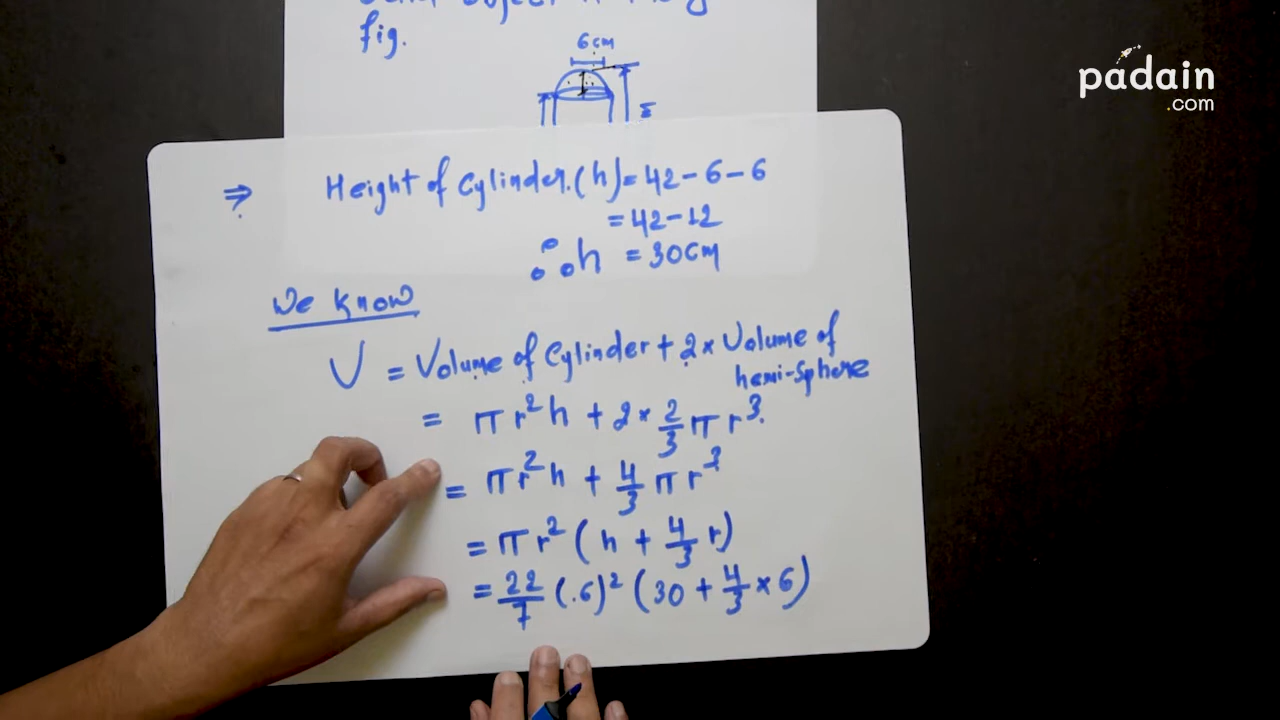 fig.
6cm
padain
.com
⇒ Height of Cylinder.(h) = 42 - 6 - 6
= 42 - 12
∴ h = 30cm
We know
V = Volume of Cylinder + 2 × Volume of
hemi-sphere
= πr²h + 2 × 2/3 πr³.
= πr²h + 4/3 πr³
= πr² (h + 4/3 r)
= 22/7 (.6)² (30 + 4/3 × 6)